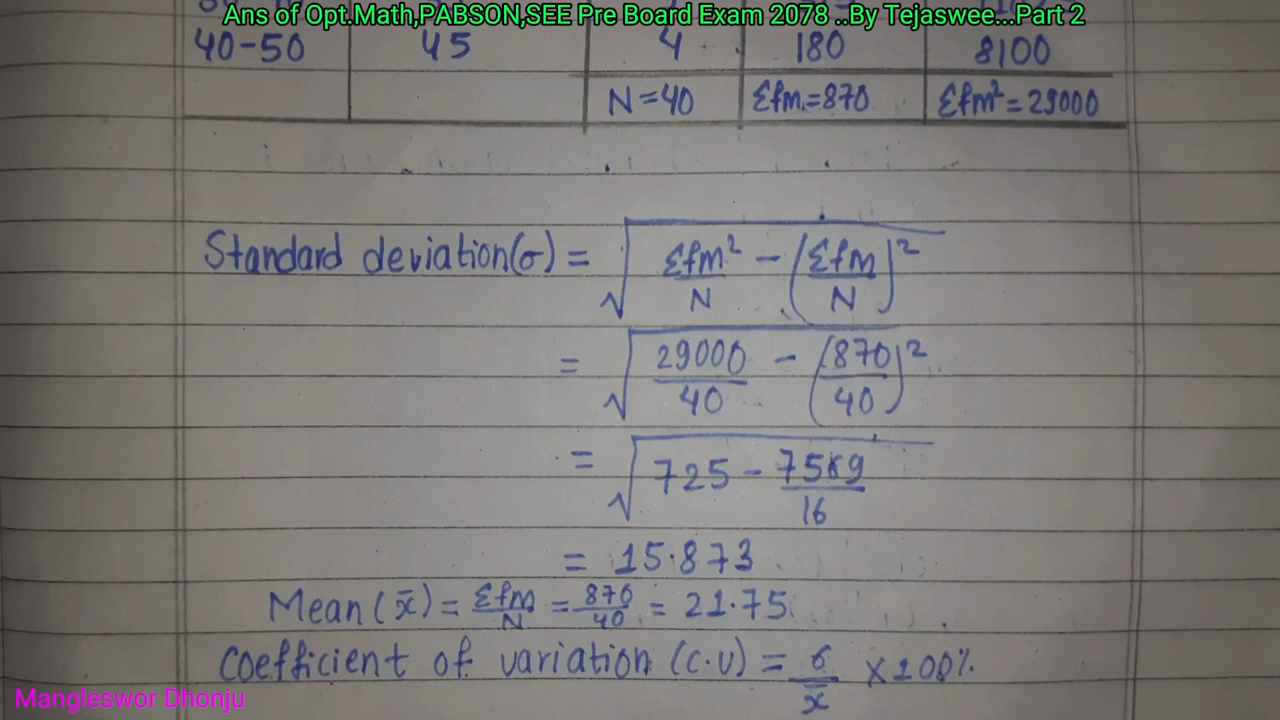 Ans of Opt.Math,PABSON,SEE Pre Board Exam 2078 ..By Tejaswee...Part 2
40-50 45 4 180 8100
N = 40 Σfm = 870 Σfm² = 29000
Standard deviation(σ) = √(Σfm²/N - (Σfm/N)²)
= √(29000/40 - (870/40)²)
= √(725 - 7569/16)
= 15.873
Mean (x̄) = Σfm/N = 870/40 = 21.75
Coefficient of variation (c.v) = σ/x̄ × 100%
Mangleswor Dhonju